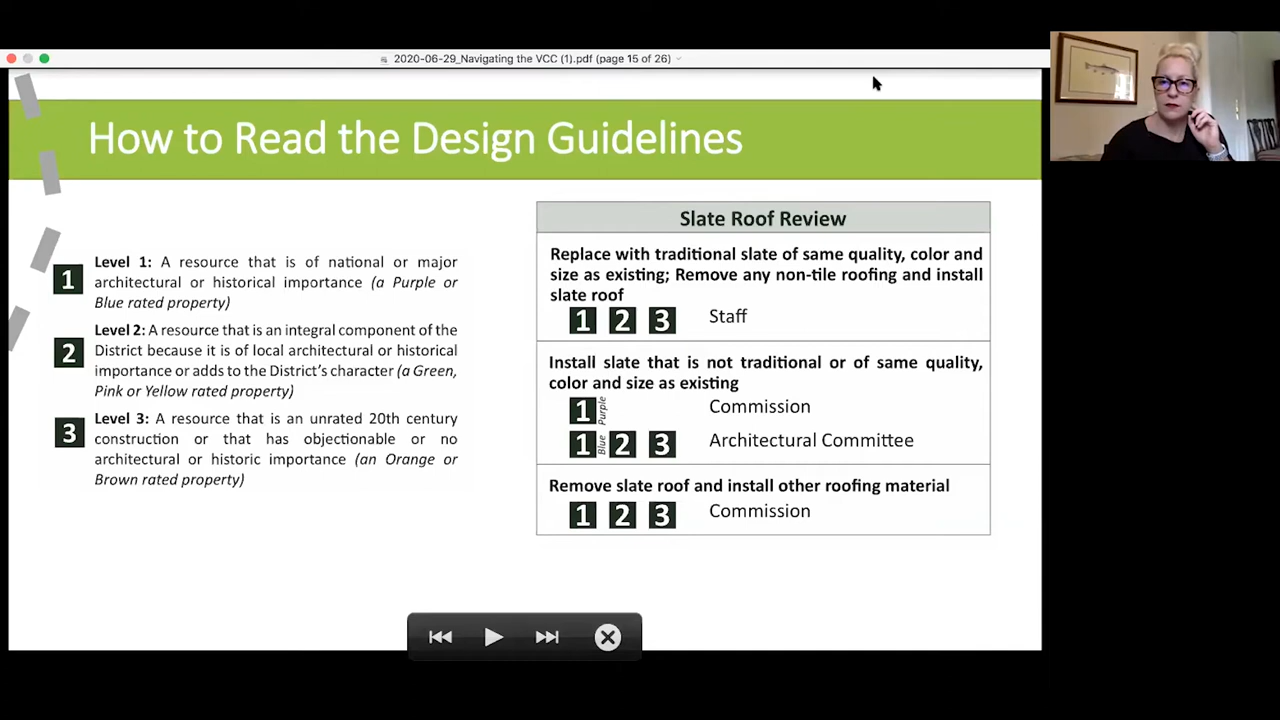 2020-06-29_Navigating the VCC (1).pdf (page 15 of 26)
How to Read the Design Guidelines
1
Level 1: A resource that is of national or major
architectural or historical importance (a Purple or
Blue rated property)
2
Level 2: A resource that is an integral component of the
District because it is of local architectural or historical
importance or adds to the District's character (a Green,
Pink or Yellow rated property)
3
Level 3: A resource that is an unrated 20th century
construction or that has objectionable or no
architectural or historic importance (an Orange or
Brown rated property)
Slate Roof Review
Replace with traditional slate of same quality, color and
size as existing; Remove any non-tile roofing and install
slate roof
1 2 3 Staff
Install slate that is not traditional or of same quality,
color and size as existing
1 Purple Commission
1 Blue 2 3 Architectural Committee
Remove slate roof and install other roofing material
1 2 3 Commission